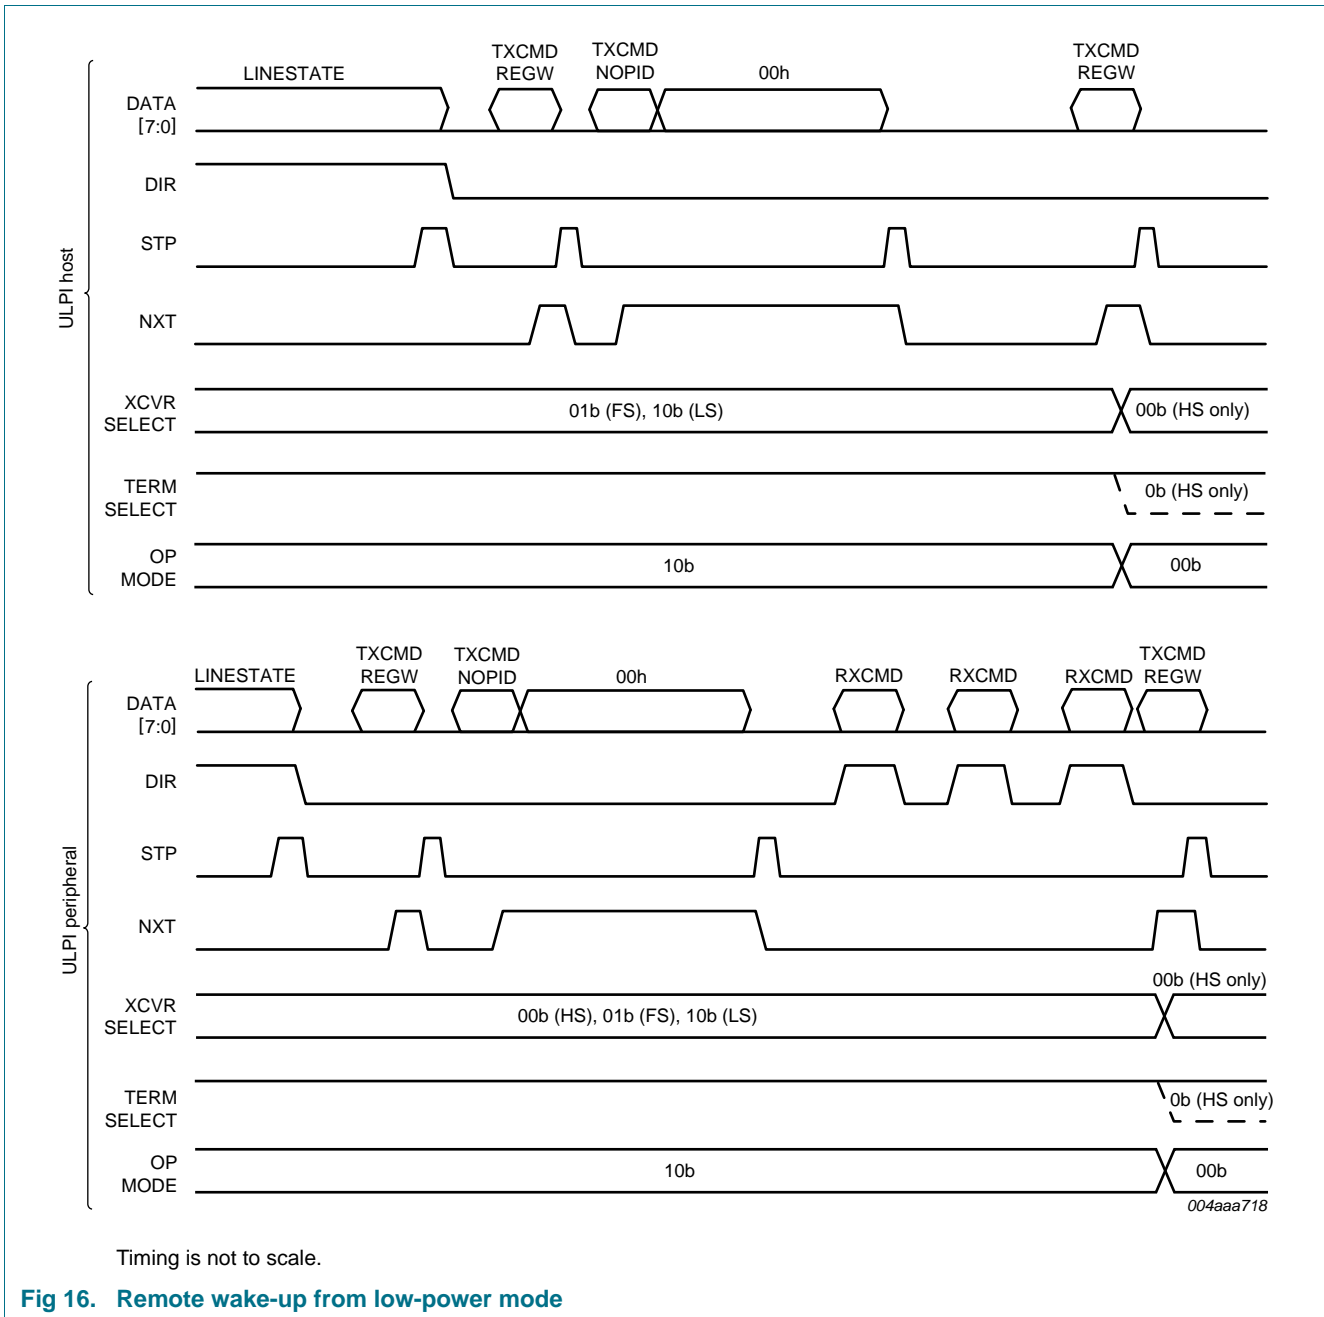 ULPI host
TXCMD REGW
TXCMD NOPID
TXCMD REGW
LINESTATE
00h
DATA [7:0]
DIR
STP
NXT
XCVR SELECT
01b (FS), 10b (LS)
00b (HS only)
TERM SELECT
0b (HS only)
OP MODE
10b
00b
ULPI peripheral
LINESTATE
TXCMD REGW
TXCMD NOPID
00h
RXCMD
RXCMD
RXCMD
TXCMD REGW
DATA [7:0]
DIR
STP
NXT
00b (HS only)
XCVR SELECT
00b (HS), 01b (FS), 10b (LS)
TERM SELECT
0b (HS only)
OP MODE
10b
00b
004aaa718
Timing is not to scale.
Fig 16. Remote wake-up from low-power mode